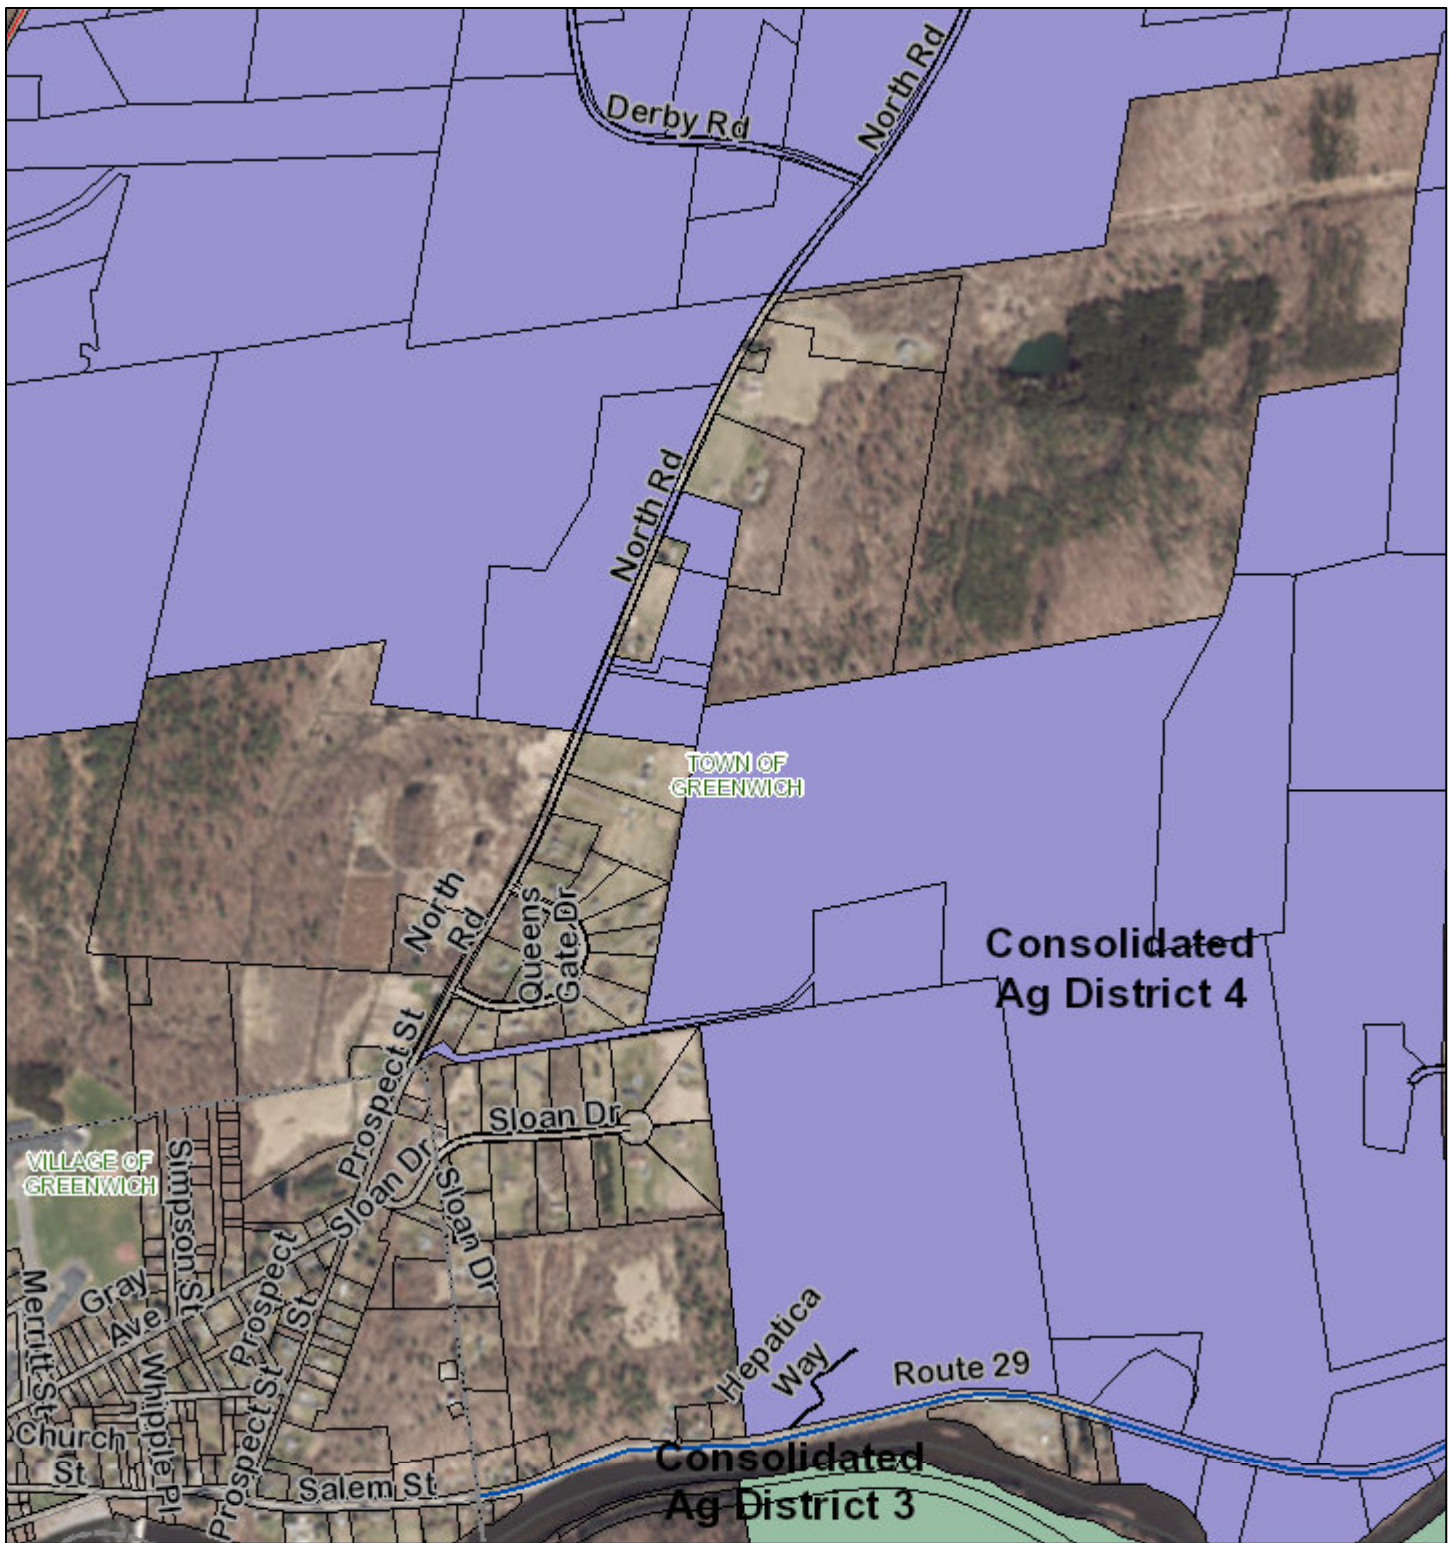 North Rd
Derby Rd
North Rd
TOWN OF
GREENWICH
North
Rd
Queens
Gate Dr
Consolidated
Ag District 4
Prospect St
Sloan Dr
VILLAGE OF
GREENWICH
Simpson St
Sloan Dr
Sloan Dr
Prospect
St
Gray
Ave
Merritt St
Whipple Pl
Prospect St
Hepatica
Way
Route 29
Church
St
Salem St
Consolidated
Ag District 3